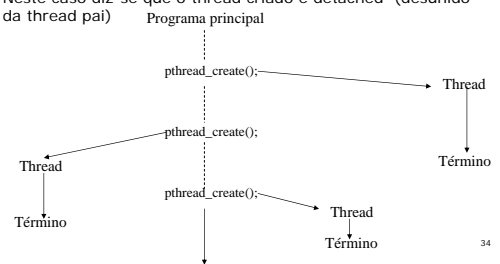 Neste caso diz-se que o thread criado é detached (desunido
da thread pai)
Programa principal
pthread_create();
Thread
pthread_create();
Término
Thread
pthread_create();
Thread
Término
Término
34